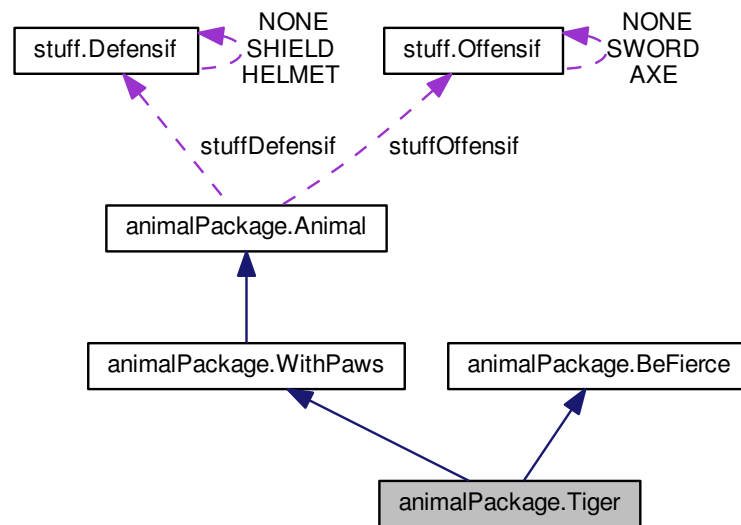 stuff.Defensif
NONE
SHIELD
HELMET
stuff.Offensif
NONE
SWORD
AXE
stuffDefensif
stuffOffensif
animalPackage.Animal
animalPackage.WithPaws
animalPackage.BeFierce
animalPackage.Tiger